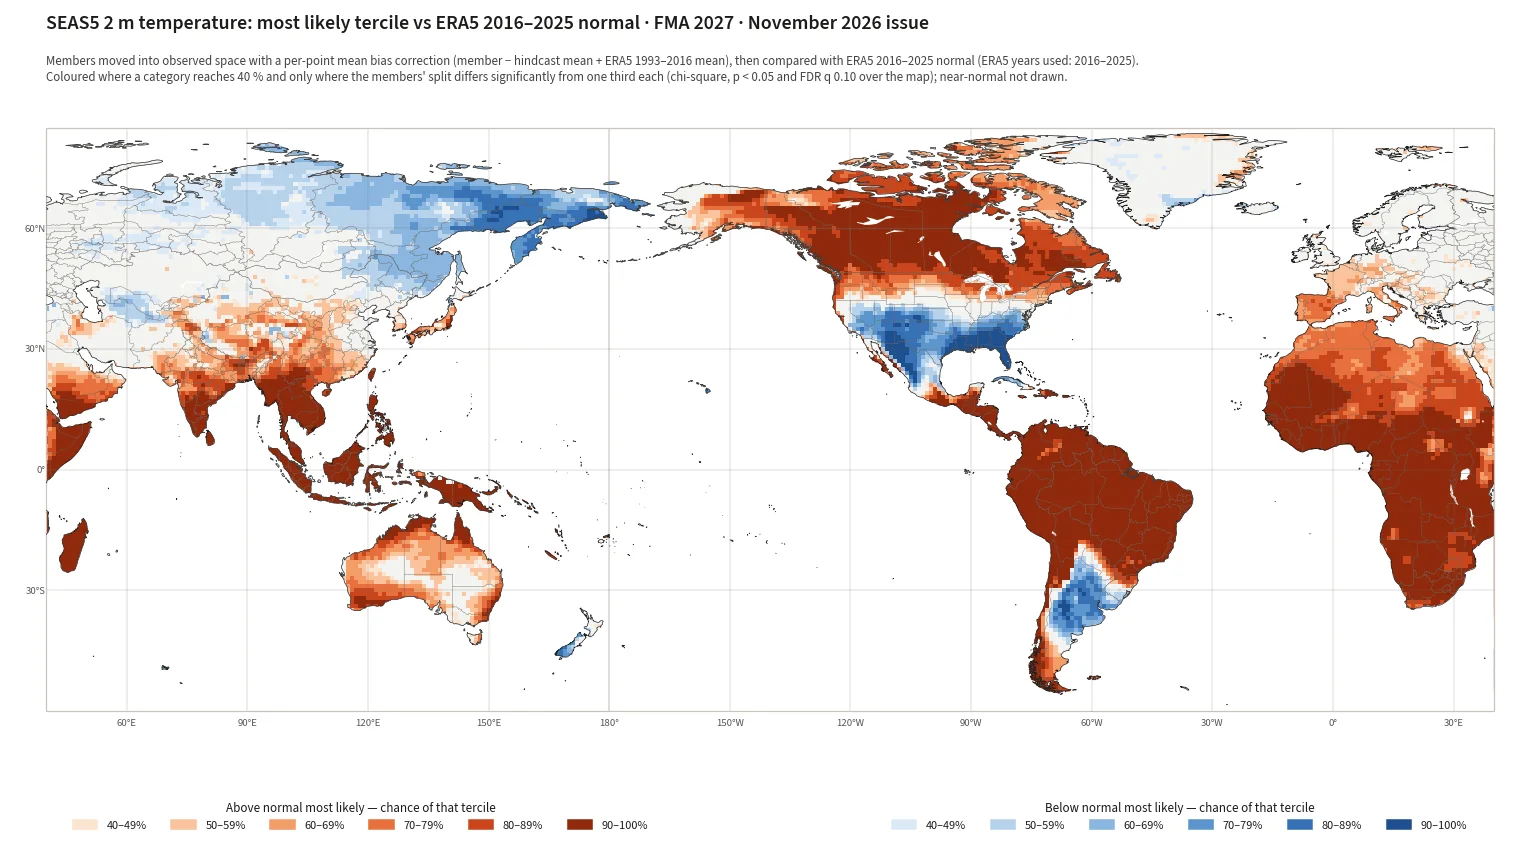 SEAS5 2 m temperature: most likely tercile vs ERA5 2016–2025 normal · FMA 2027 · November 2026 issue
Members moved into observed space with a per-point mean bias correction (member − hindcast mean + ERA5 1993–2016 mean), then compared with ERA5 2016–2025 normal (ERA5 years used: 2016–2025).
Coloured where a category reaches 40 % and only where the members' split differs significantly from one third each (chi-square, p < 0.05 and FDR q 0.10 over the map); near-normal not drawn.
60°N
30°N
0°
30°S
60°E 90°E 120°E 150°E 180° 150°W 120°W 90°W 60°W 30°W 0° 30°E
Above normal most likely — chance of that tercile
40–49% 50–59% 60–69% 70–79% 80–89% 90–100%
Below normal most likely — chance of that tercile
40–49% 50–59% 60–69% 70–79% 80–89% 90–100%